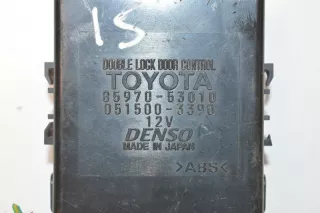 IS
DOUBLE LOCK DOOR CONTROL
TOYOTA
85970-53010
051500-3390
12V
DENSO
MADE IN JAPAN
>ABS<